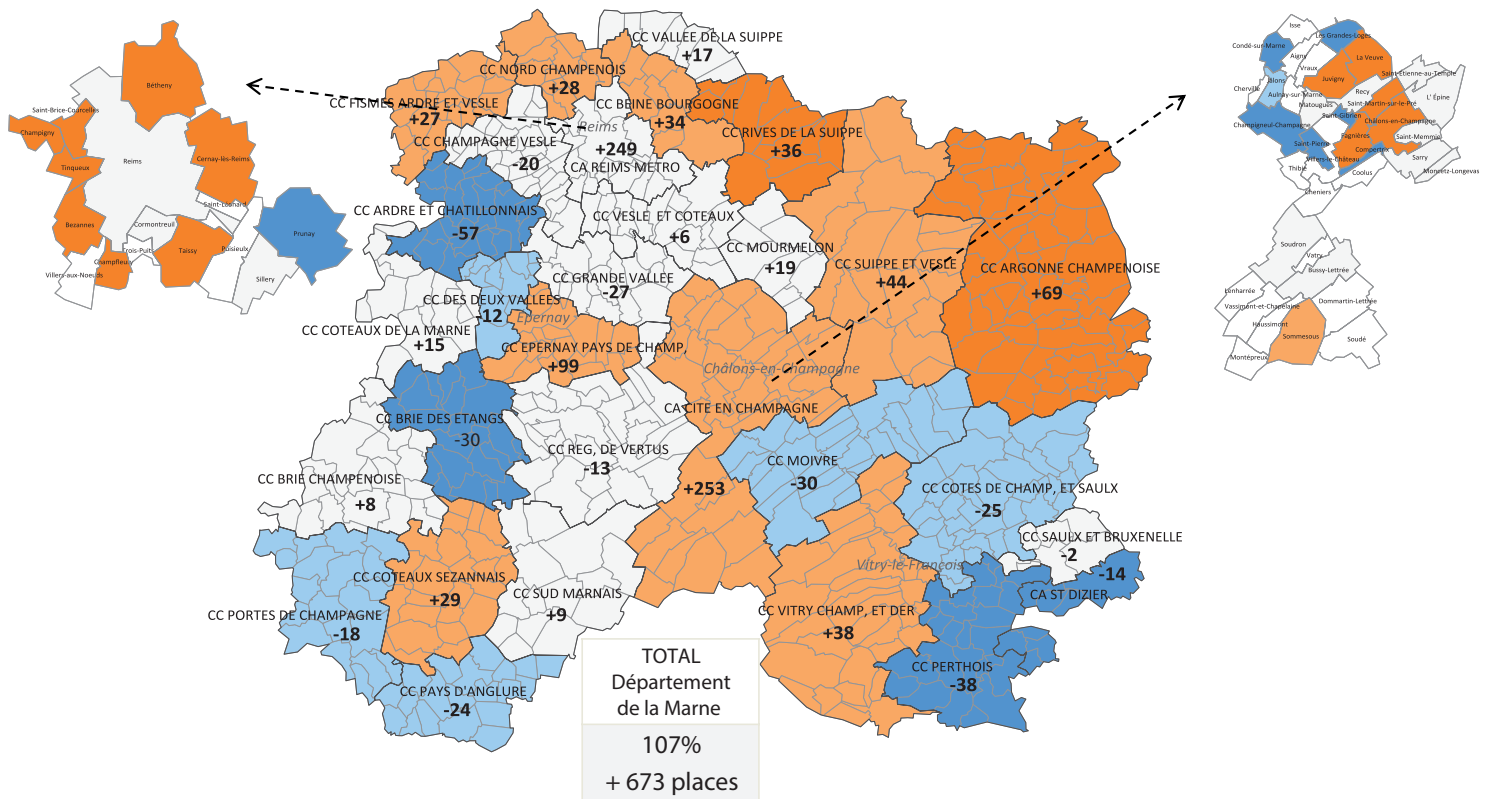 CC VALLEE DE LA SUIPPE
+17
CC NORD CHAMPENOIS
+28
CC FISMES ARDRE ET VESLE
+27
CC BEINE BOURGOGNE
+34
CC RIVES DE LA SUIPPE
+36
CC CHAMPAGNE VESLE
-20
Reims
+249
CA REIMS METRO
CC ARDRE ET CHATILLONNAIS
-57
CC VESLE ET COTEAUX
+6
CC MOURMELON
+19
CC SUIPPE ET VESLE
+44
CC ARGONNE CHAMPENOISE
+69
CC GRANDE VALLEE
-27
CC DES DEUX VALLEES
-12
Epernay
CC COTEAUX DE LA MARNE
+15
CC EPERNAY PAYS DE CHAMP,
+99
Châlons-en-Champagne
CA CITE EN CHAMPAGNE
+253
CC BRIE DES ETANGS
-30
CC REG, DE VERTUS
-13
CC MOIVRE
-30
CC BRIE CHAMPENOISE
+8
CC COTES DE CHAMP, ET SAULX
-25
CC SAULX ET BRUXENELLE
-2
-14
CA ST DIZIER
Vitry-le-François
CC COTEAUX SEZANNAIS
+29
CC SUD MARNAIS
+9
CC PORTES DE CHAMPAGNE
-18
CC VITRY CHAMP, ET DER
+38
CC PERTHOIS
-38
CC PAYS D'ANGLURE
-24
TOTAL
Département
de la Marne
107%
+ 673 places
Bétheny
Saint-Brice-Courcelles
Champigny
Reims
Tinqueux
Cernay-lès-Reims
Saint-Léonard
Bezannes
Cormontreuil
Prunay
Trois-Puits
Taissy
Puisieulx
Champfleury
Villers-aux-Noeuds
Sillery
Isse
Les Grandes-Loges
Condé-sur-Marne
Aigny
La Veuve
Vraux
Saint-Etienne-au-Temple
Juvigny
Cherville
Aulnay-sur-Marne
Recy
L' Épine
Matougues
Saint-Martin-sur-le-Pré
Saint-Gibrien
Châlons-en-Champagne
Champigneul-Champagne
Fagnières
Saint-Memmie
Saint-Pierre
Compertrix
Villers-le-Château
Sarry
Thibie
Coolus
Moncetz-Longevas
Cheniers
Soudron
Vatry
Bussy-Lettrée
Lenharrée
Dommartin-Lettrée
Vassimont-et-Chapelaine
Haussimont
Sommesous
Soudé
Montépreux